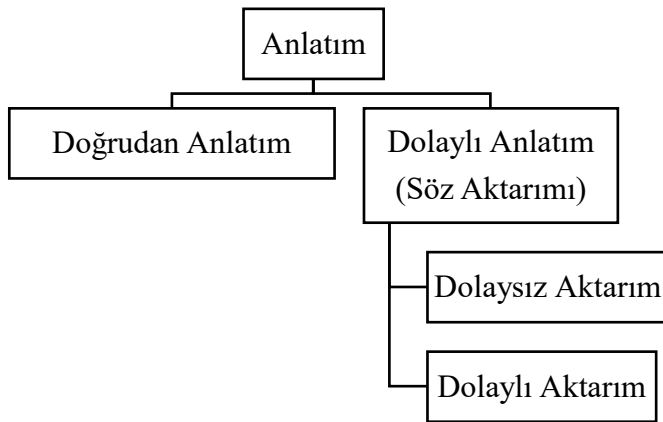 Anlatım
Doğrudan Anlatım
Dolaylı Anlatım
(Söz Aktarımı)
Dolaysız Aktarım
Dolaylı Aktarım